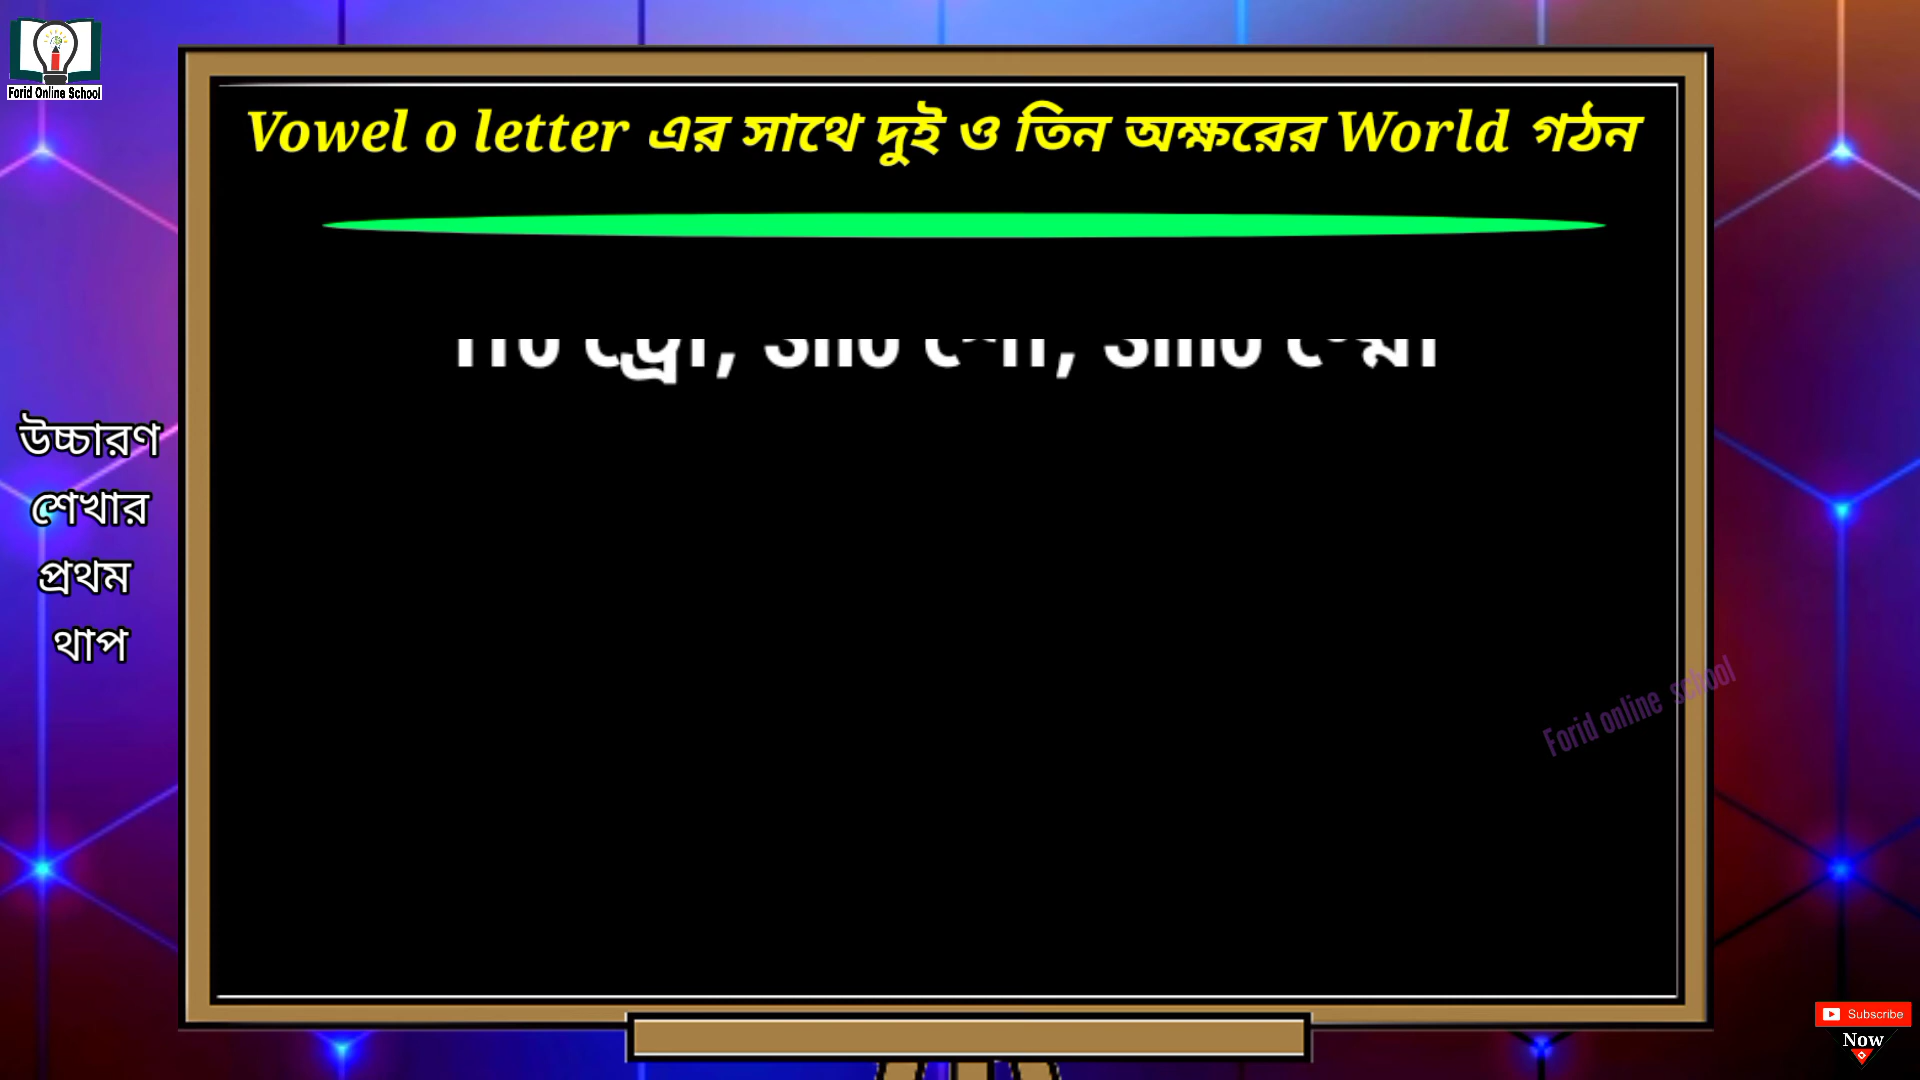 Forid Online School
Vowel o letter এর সাথে দুই ও তিন অক্ষরের World গঠন
উচ্চারণ
শেখার
প্রথম
থাপ
Forid online school
Subscribe
Now